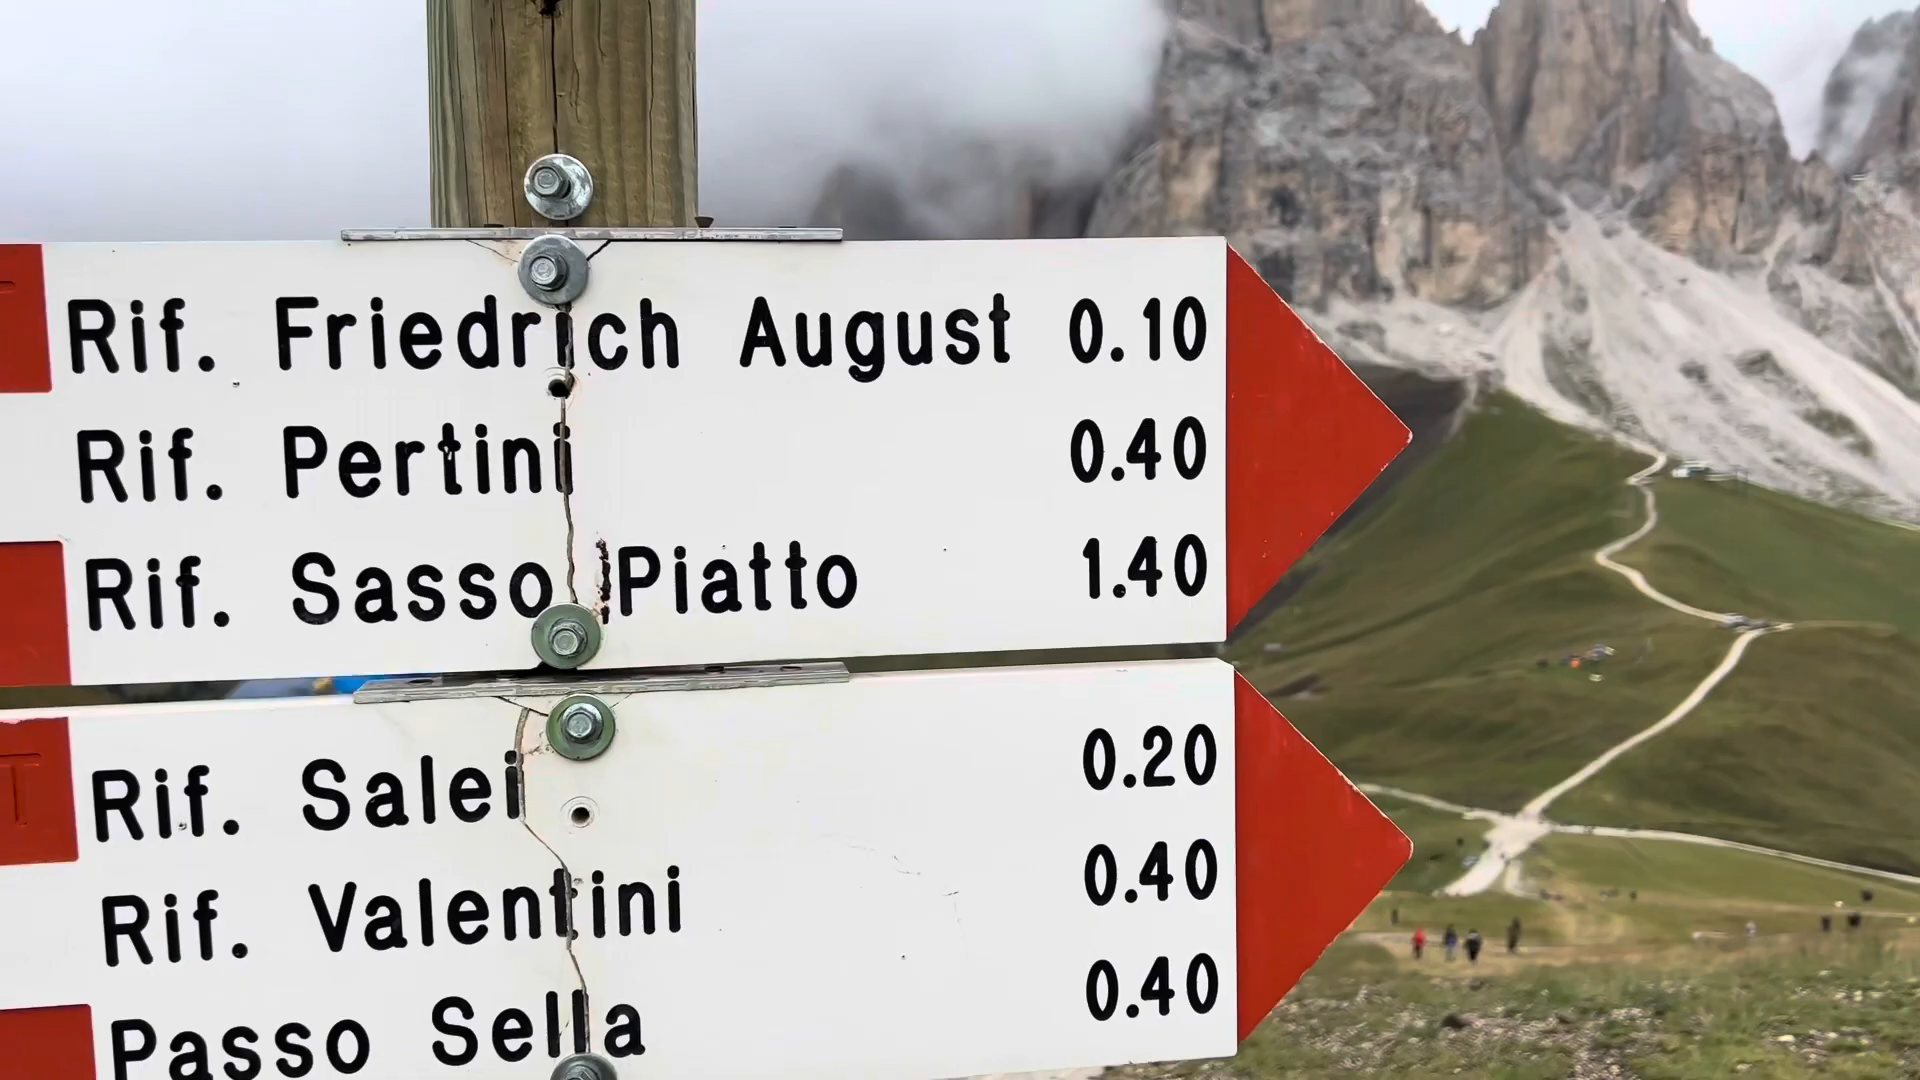 Rif. Friedrich August 0.10
Rif. Pertini 0.40
Rif. Sasso Piatto 1.40
Rif. Salei 0.20
Rif. Valentini 0.40
Passo Sella 0.40